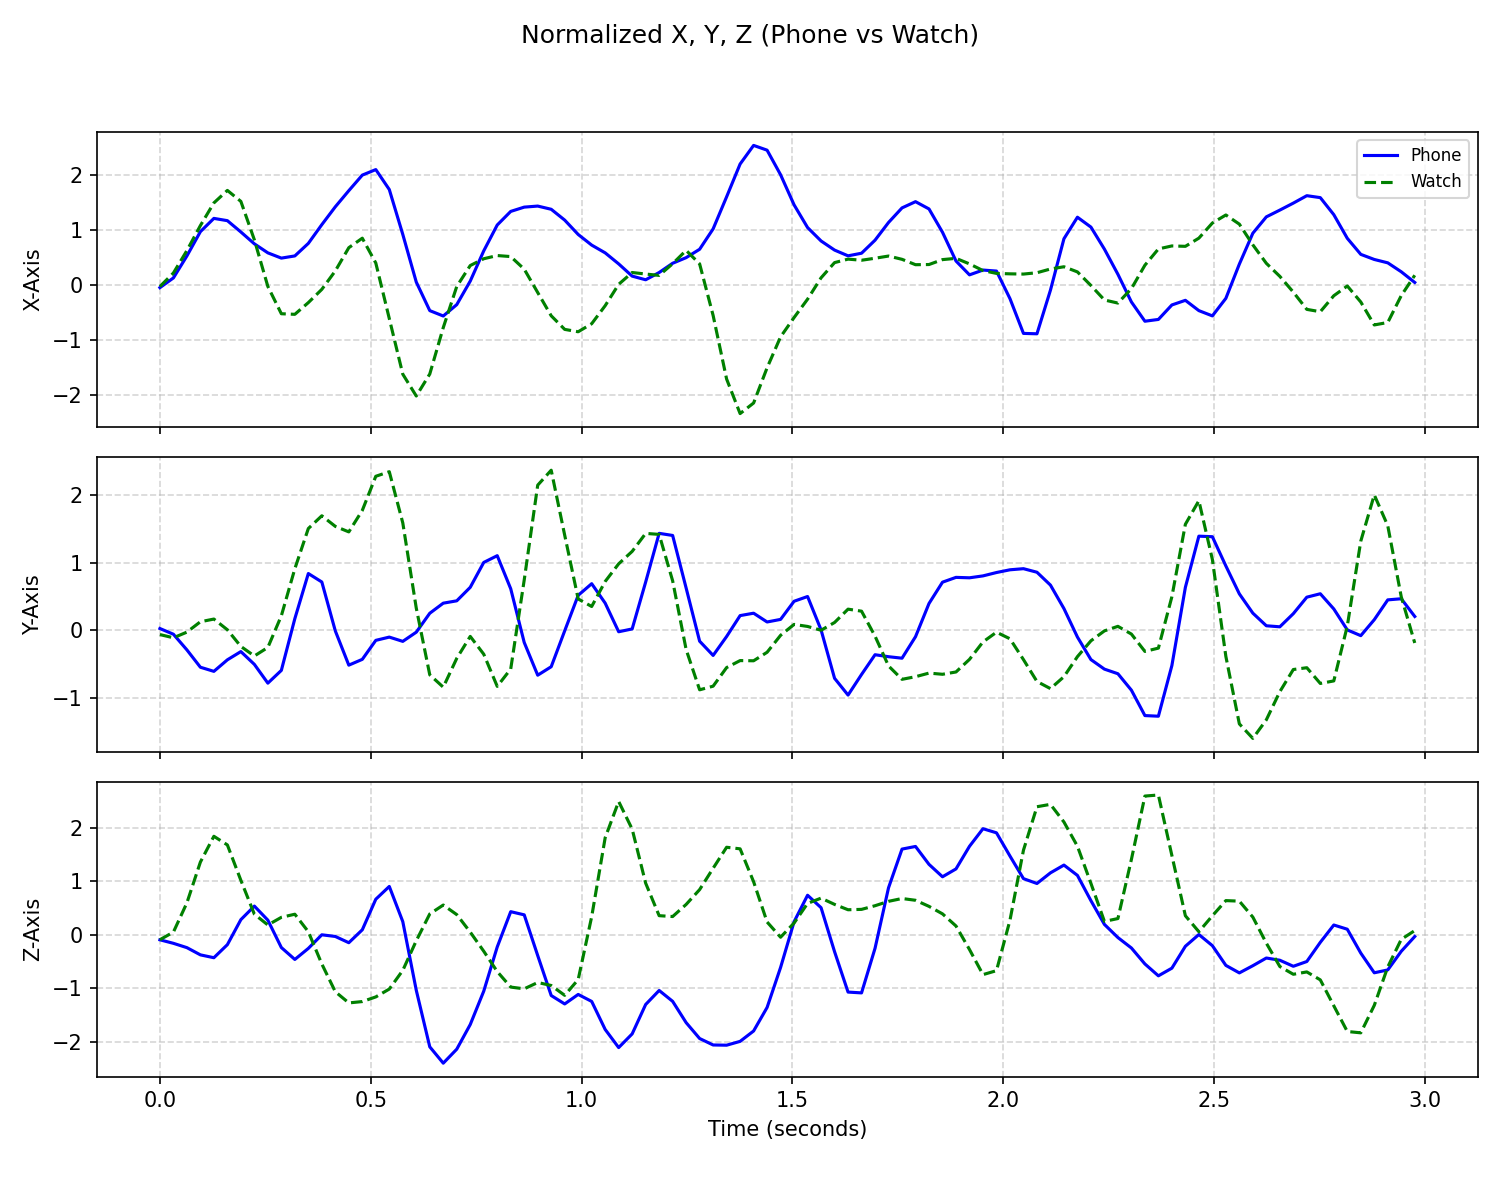 Normalized X, Y, Z (Phone vs Watch)
Phone
Watch
X-Axis
2
1
0
−1
−2
Y-Axis
2
1
0
−1
Z-Axis
2
1
0
−1
−2
0.0 0.5 1.0 1.5 2.0 2.5 3.0
Time (seconds)